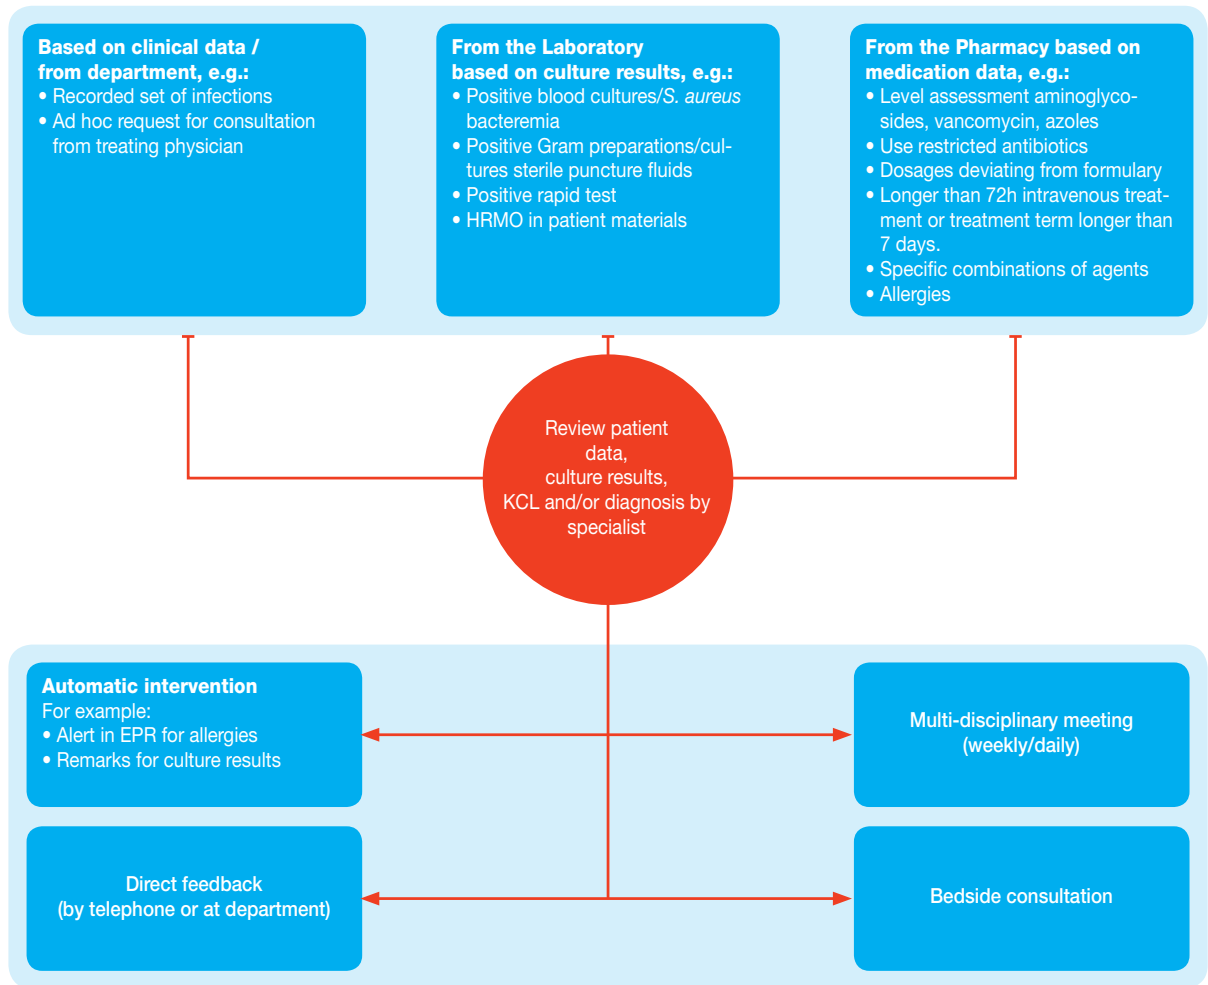 Based on clinical data /
from department, e.g.:
• Recorded set of infections
• Ad hoc request for consultation
from treating physician
From the Laboratory
based on culture results, e.g.:
• Positive blood cultures/S. aureus
bacteremia
• Positive Gram preparations/cul-
tures sterile puncture fluids
• Positive rapid test
• HRMO in patient materials
From the Pharmacy based on
medication data, e.g.:
• Level assessment aminoglyco-
sides, vancomycin, azoles
• Use restricted antibiotics
• Dosages deviating from formulary
• Longer than 72h intravenous treat-
ment or treatment term longer than
7 days.
• Specific combinations of agents
• Allergies
Review patient
data,
culture results,
KCL and/or diagnosis by
specialist
Automatic intervention
For example:
• Alert in EPR for allergies
• Remarks for culture results
Multi-disciplinary meeting
(weekly/daily)
Direct feedback
(by telephone or at department)
Bedside consultation